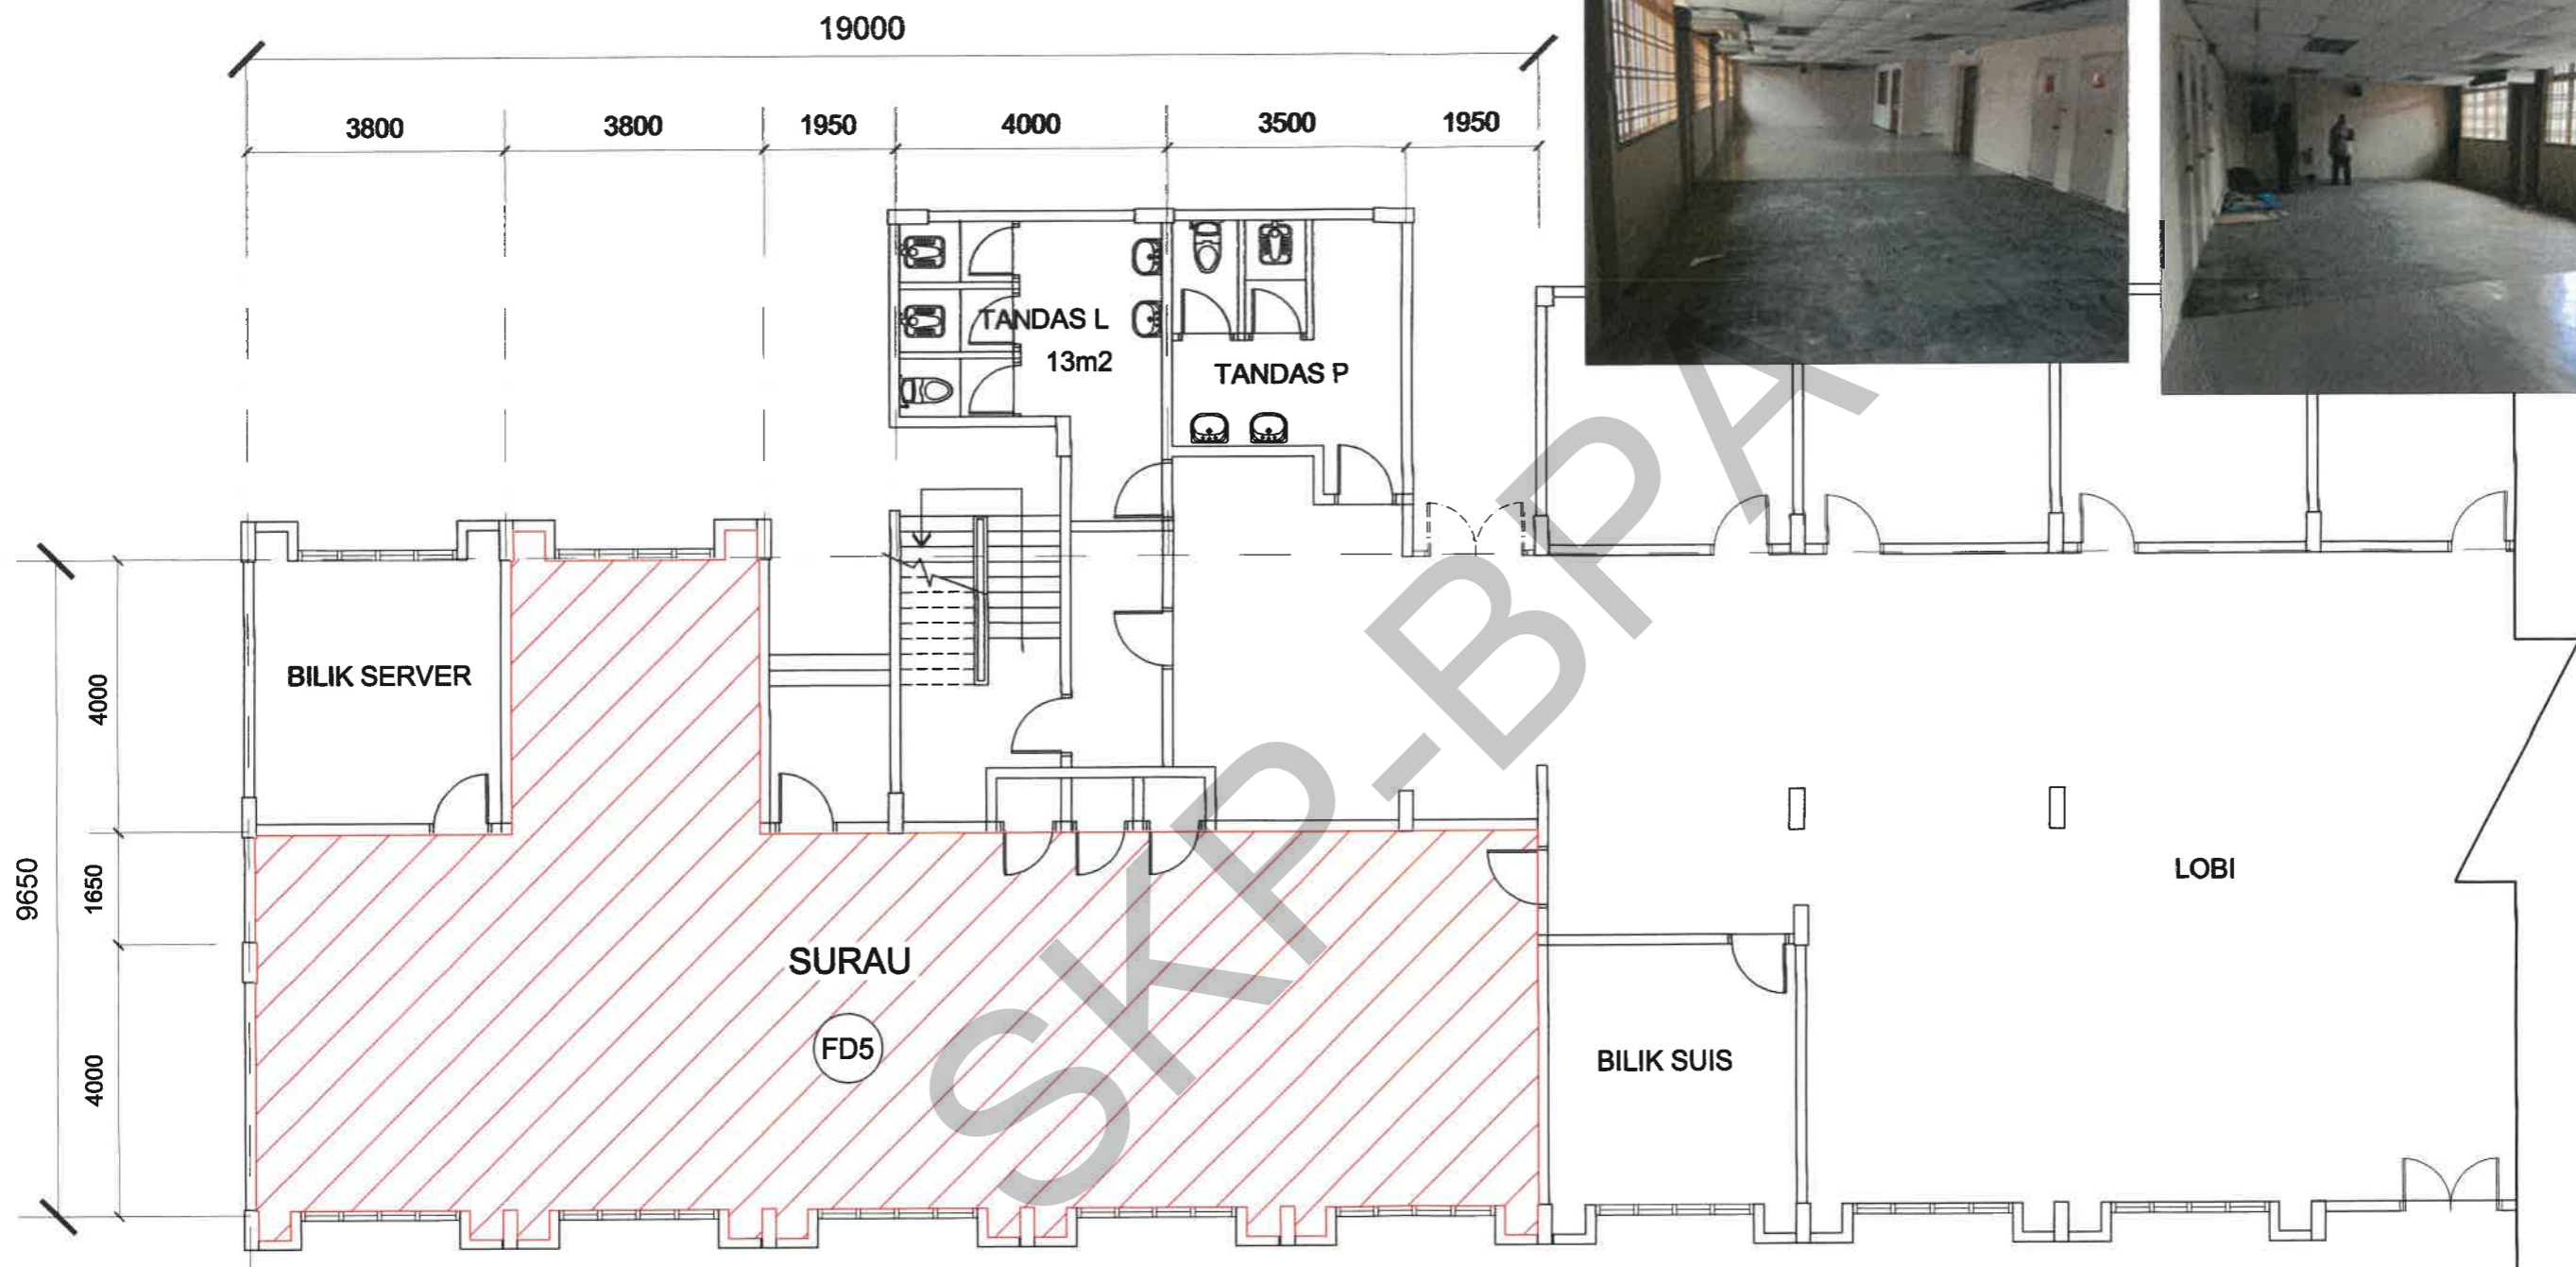 19000
3800
3800
1950
4000
3500
1950
TANDAS L
13m2
TANDAS P
BILIK SERVER
4000
9650
1650
4000
SURAU
FD5
LOBI
BILIK SUIS
SKP-BPA